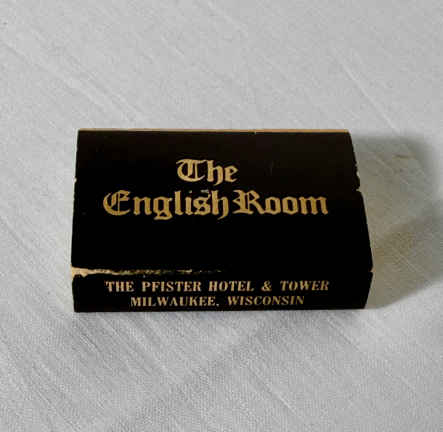 The
English Room
THE PFISTER HOTEL & TOWER
MILWAUKEE, WISCONSIN